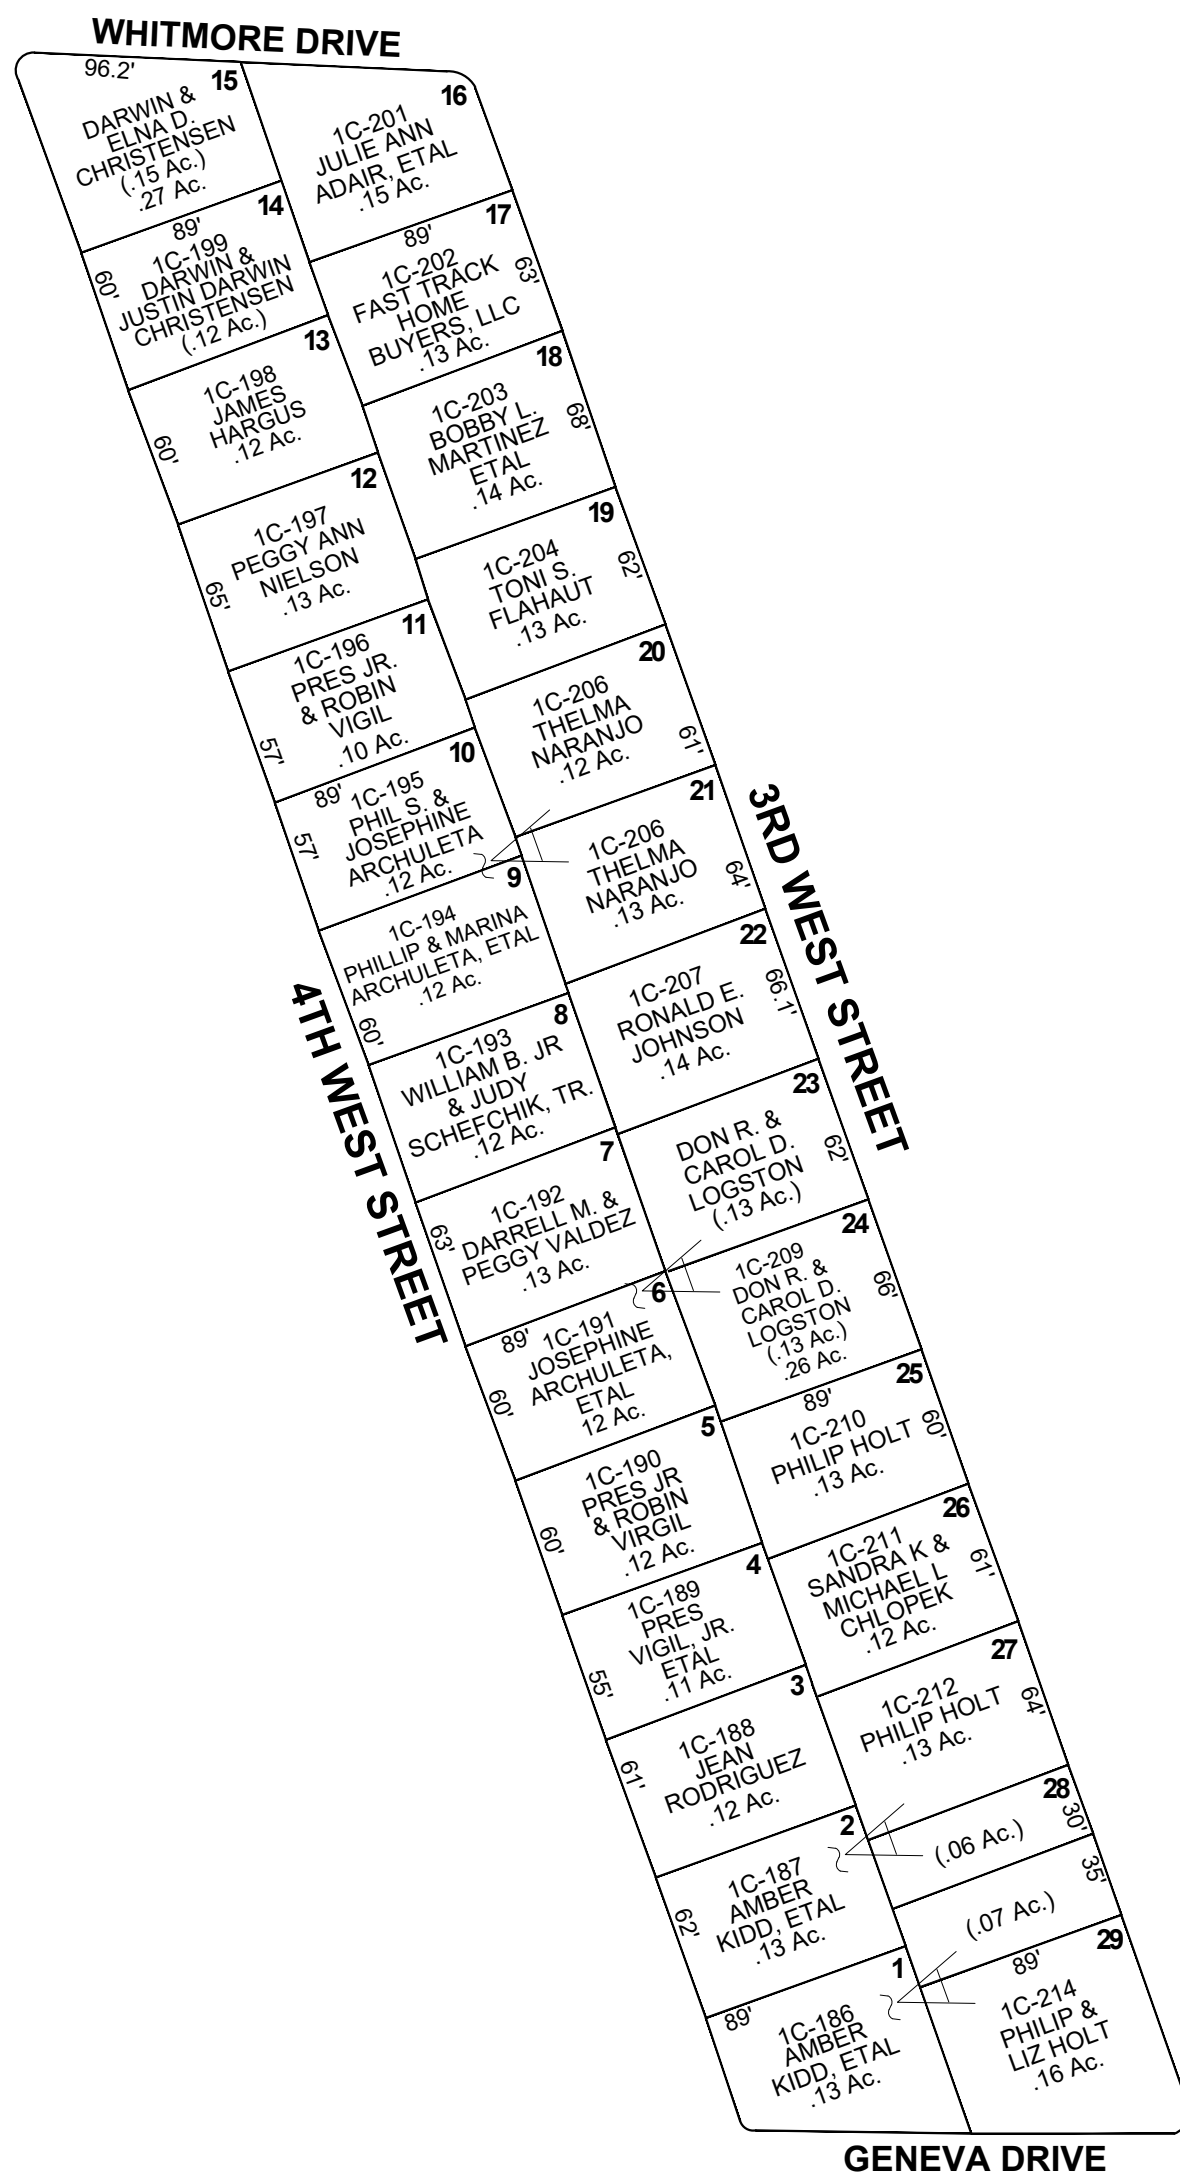 WHITMORE DRIVE
96.2'
15
DARWIN &
ELNA D.
CHRISTENSEN
(.15 Ac.)
.27 Ac.
16
1C-201
JULIE ANN
ADAIR, ETAL
.15 Ac.
14
89'
1C-199
DARWIN &
JUSTIN DARWIN
CHRISTENSEN
(.12 Ac.)
60'
17
89'
1C-202
FAST TRACK
HOME
BUYERS, LLC
.13 Ac.
63'
13
1C-198
JAMES
HARGUS
.12 Ac.
60'
18
1C-203
BOBBY L.
MARTINEZ
ETAL
.14 Ac.
68'
12
1C-197
PEGGY ANN
NIELSON
.13 Ac.
65'
19
1C-204
TONI S.
FLAHAUT
.13 Ac.
62'
11
1C-196
PRES JR.
& ROBIN
VIGIL
.10 Ac.
57'
20
1C-206
THELMA
NARANJO
.12 Ac.
61'
10
89'
1C-195
PHIL S. &
JOSEPHINE
ARCHULETA
.12 Ac.
57'
21
1C-206
THELMA
NARANJO
.13 Ac.
64'
3RD WEST STREET
9
1C-194
PHILLIP & MARINA
ARCHULETA, ETAL
.12 Ac.
60'
22
1C-207
RONALD E.
JOHNSON
.14 Ac.
66.1'
4TH WEST STREET
8
1C-193
WILLIAM B. JR
& JUDY
SCHEFCHIK, TR.
.12 Ac.
23
DON R. &
CAROL D.
LOGSTON
(.13 Ac.)
62'
7
1C-192
DARRELL M. &
PEGGY VALDEZ
.13 Ac.
63'
24
1C-209
DON R. &
CAROL D.
LOGSTON
(.13 Ac.)
.26 Ac.
66'
6
89'
1C-191
JOSEPHINE
ARCHULETA,
ETAL
12 Ac.
60'
25
89'
1C-210
PHILIP HOLT
.13 Ac.
60'
5
1C-190
PRES JR
& ROBIN
VIRGIL
.12 Ac.
60'
26
1C-211
SANDRA K &
MICHAEL L
CHLOPEK
.12 Ac.
61'
4
1C-189
PRES
VIGIL, JR.
ETAL
.11 Ac.
55'
27
1C-212
PHILIP HOLT
.13 Ac.
64'
3
1C-188
JEAN
RODRIGUEZ
.12 Ac.
61'
28
(.06 Ac.)
30'
(.07 Ac.)
35'
2
1C-187
AMBER
KIDD, ETAL
.13 Ac.
62'
29
89'
1C-214
PHILIP &
LIZ HOLT
.16 Ac.
1
89'
1C-186
AMBER
KIDD, ETAL
.13 Ac.
GENEVA DRIVE